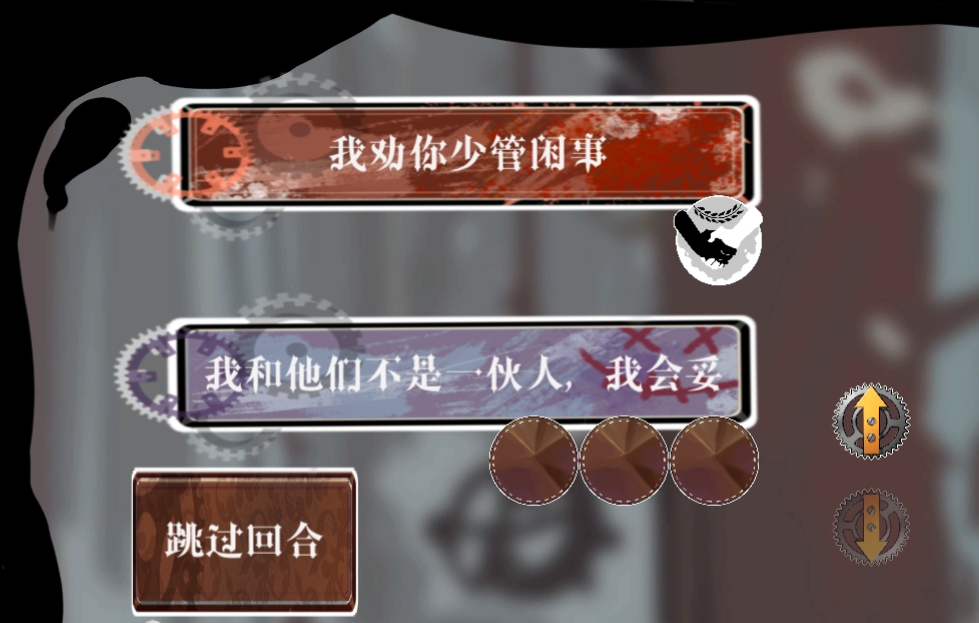 我劝你少管闲事
我和他们不是一伙人，我会妥
跳过回合